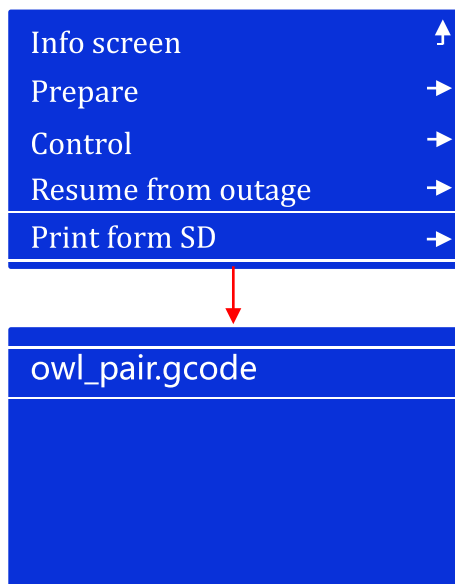 Info screen
Prepare
Control
Resume from outage
Print form SD
owl_pair.gcode